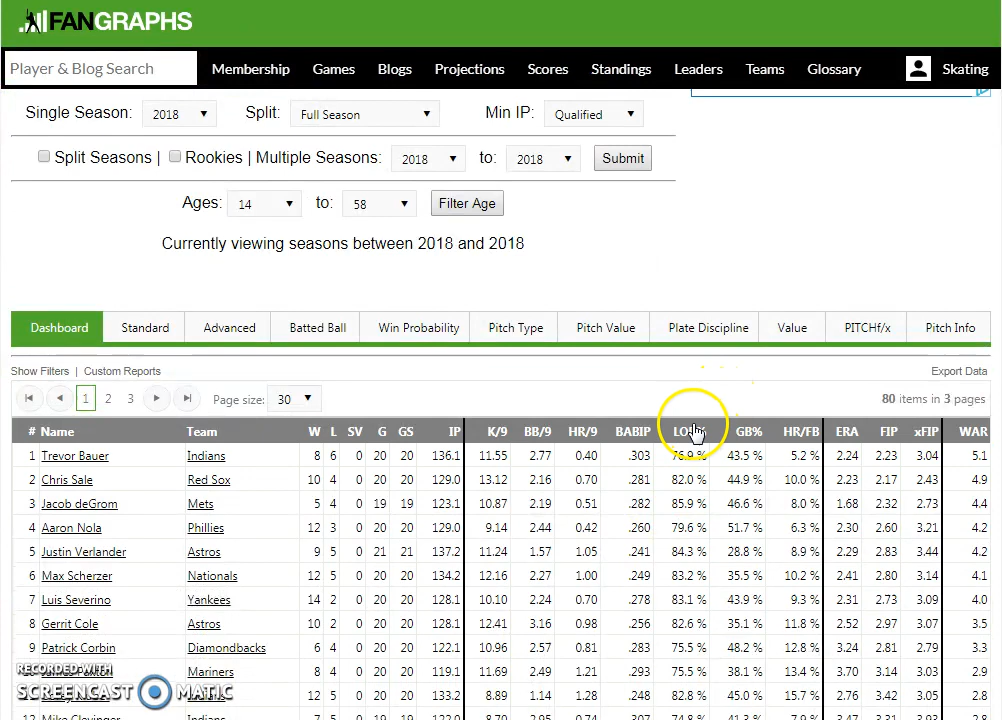 FANGRAPHS
Player & Blog Search Membership Games Blogs Projections Scores Standings Leaders Teams Glossary Skating
Single Season: 2018 Split: Full Season Min IP: Qualified
Split Seasons | Rookies | Multiple Seasons: 2018 to: 2018 Submit
Ages: 14 to: 58 Filter Age
Currently viewing seasons between 2018 and 2018
Dashboard Standard Advanced Batted Ball Win Probability Pitch Type Pitch Value Plate Discipline Value PITCHf/x Pitch Info
Show Filters | Custom Reports Export Data
1 2 3 Page size: 30 80 items in 3 pages
# Name Team W L SV G GS IP K/9 BB/9 HR/9 BABIP GB% HR/FB ERA FIP xFIP WAR
1 Trevor Bauer Indians 8 6 0 20 20 136.1 11.55 2.77 0.40 .303 76.9 % 43.5 % 5.2 % 2.24 2.23 3.04 5.1
2 Chris Sale Red Sox 10 4 0 20 20 129.0 13.12 2.16 0.70 .281 82.0 % 44.9 % 10.0 % 2.23 2.17 2.43 4.9
3 Jacob deGrom Mets 5 4 0 19 19 123.1 10.87 2.19 0.51 .282 85.9 % 46.6 % 8.0 % 1.68 2.32 2.73 4.4
4 Aaron Nola Phillies 12 3 0 20 20 129.0 9.14 2.44 0.42 .260 79.6 % 51.7 % 6.3 % 2.30 2.60 3.21 4.2
5 Justin Verlander Astros 9 5 0 21 21 137.2 11.24 1.57 1.05 .241 84.3 % 28.8 % 8.9 % 2.29 2.83 3.44 4.2
6 Max Scherzer Nationals 12 5 0 20 20 134.2 12.16 2.27 1.00 .249 83.2 % 35.5 % 10.2 % 2.41 2.80 3.14 4.1
7 Luis Severino Yankees 14 2 0 20 20 128.1 10.10 2.24 0.70 .278 83.1 % 43.9 % 9.3 % 2.31 2.73 3.09 4.0
8 Gerrit Cole Astros 10 2 0 20 20 128.1 12.41 3.16 0.98 .256 82.6 % 35.1 % 11.8 % 2.52 2.97 3.07 3.5
9 Patrick Corbin Diamondbacks 6 4 0 20 20 122.1 10.96 2.57 0.81 .283 75.5 % 48.2 % 12.8 % 3.24 2.81 2.79 3.3
Mariners 8 4 0 20 20 119.1 11.69 2.49 1.21 .293 75.5 % 38.1 % 13.4 % 3.70 3.14 3.03 2.9
12 5 0 20 20 133.2 8.89 1.14 1.28 .244 82.8 % 45.0 % 15.7 % 2.76 3.42 3.05 2.8
12 Mike Clevinger Indians 7 5 0 20 20
RECORDED WITH
SCREENCAST MATIC